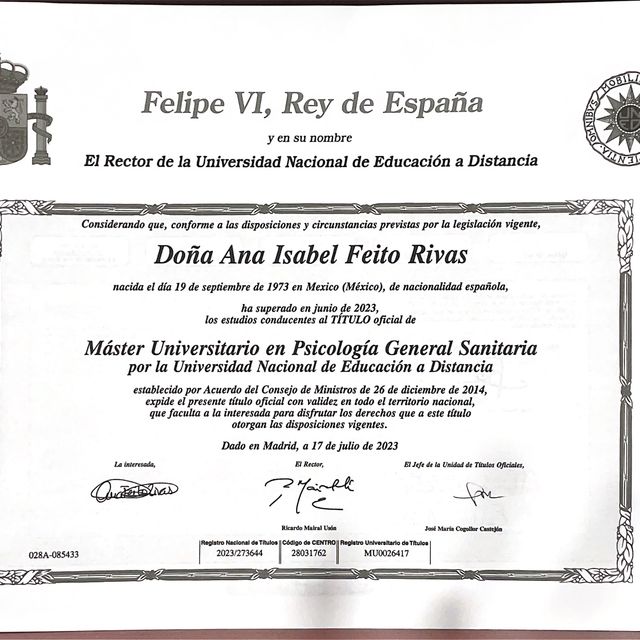 Felipe VI, Rey de España
y en su nombre
El Rector de la Universidad Nacional de Educación a Distancia
Considerando que, conforme a las disposiciones y circunstancias previstas por la legislación vigente,
Doña Ana Isabel Feito Rivas
nacida el día 19 de septiembre de 1973 en Mexico (México), de nacionalidad española,
ha superado en junio de 2023,
los estudios conducentes al TÍTULO oficial de
Máster Universitario en Psicología General Sanitaria
por la Universidad Nacional de Educación a Distancia
establecido por Acuerdo del Consejo de Ministros de 26 de diciembre de 2014,
expide el presente título oficial con validez en todo el territorio nacional,
que faculta a la interesada para disfrutar los derechos que a este título
otorgan las disposiciones vigentes.
Dado en Madrid, a 17 de julio de 2023
La interesada, El Rector, El Jefe de la Unidad de Títulos Oficiales,
Ricardo Mairal Usón José María Cogollor Castejón
Registro Nacional de Títulos Código de CENTRO Registro Universitario de Títulos
028A-085433 2023/273644 28031762 MU0026417